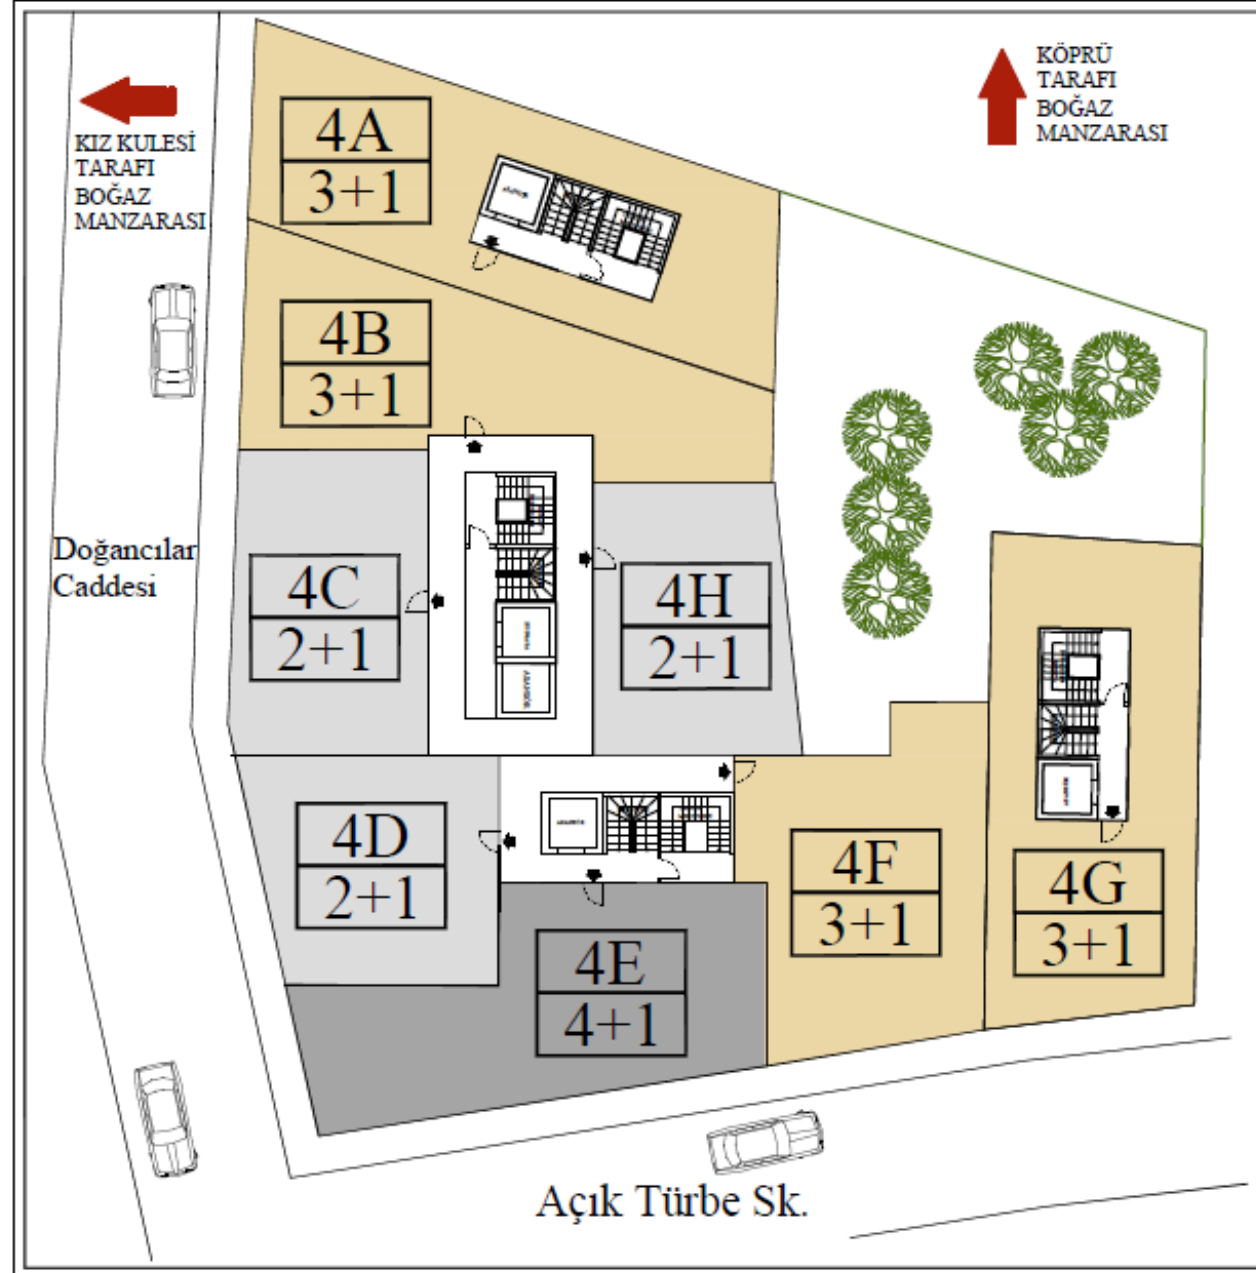 KÖPRÜ
TARAFI
BOĞAZ
MANZARASI
KIZ KULESİ
TARAFI
BOĞAZ
MANZARASI
4A
3+1
4B
3+1
Doğancılar
Caddesi
4C
2+1
4H
2+1
4D
2+1
4F
3+1
4G
3+1
4E
4+1
Açık Türbe Sk.